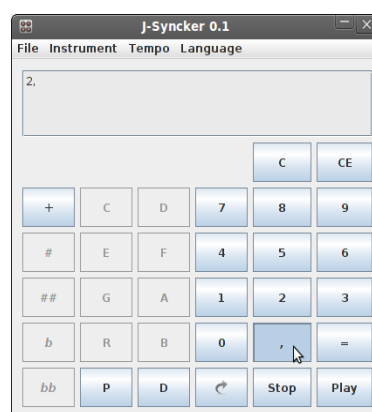 J-Syncker 0.1
File Instrument Tempo Language
2,
C CE
+ C D 7 8 9
# E F 4 5 6
## G A 1 2 3
b R B 0 , =
bb P D Stop Play